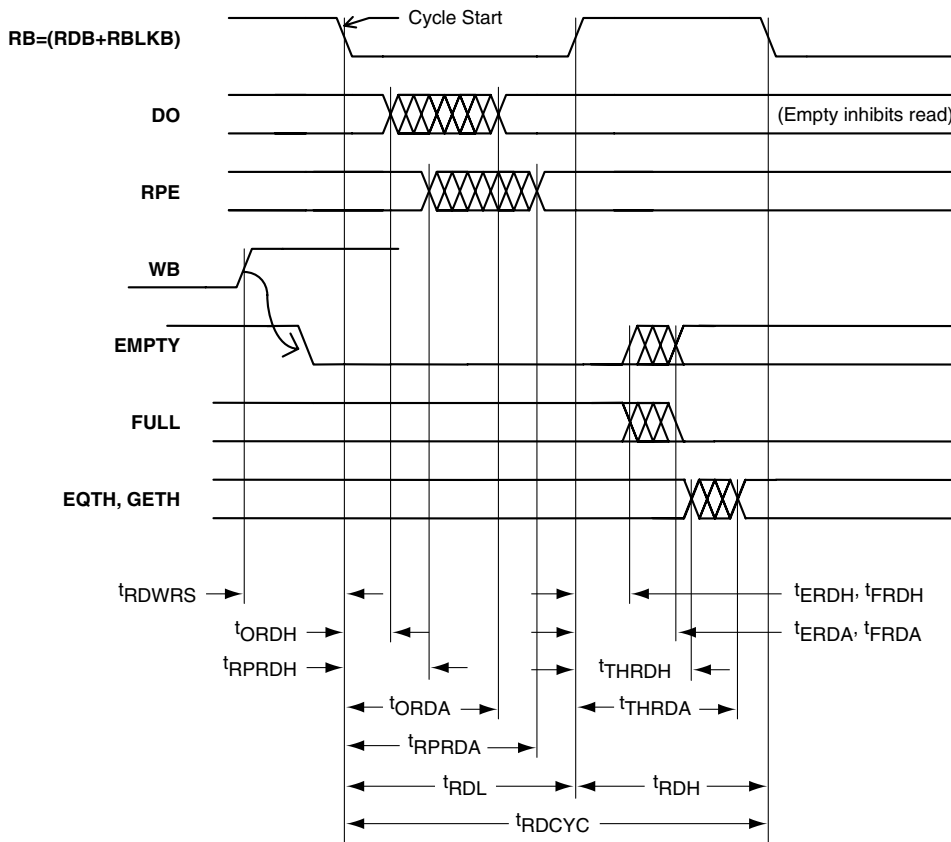 Cycle Start
RB=(RDB+RBLKB)
DO
(Empty inhibits read)
RPE
WB
EMPTY
FULL
EQTH, GETH
tRDWRS
tERDH, tFRDH
tORDH
tERDA, tFRDA
tRPRDH
tTHRDH
tORDA
tTHRDA
tRPRDA
tRDL
tRDH
tRDCYC